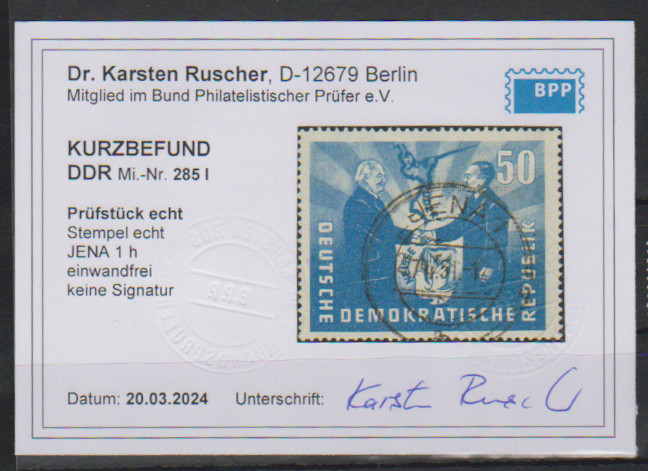 Dr. Karsten Ruscher, D-12679 Berlin
Mitglied im Bund Philatelistischer Prüfer e.V.
BPP
KURZBEFUND
DDR Mi.-Nr. 285 I
Prüfstück echt
Stempel echt
JENA 1 h
einwandfrei
keine Signatur
50
JENA 1
DEUTSCHE DEMOKRATISCHE REPUBLIK
Datum: 20.03.2024 Unterschrift: Karsten Ruscher